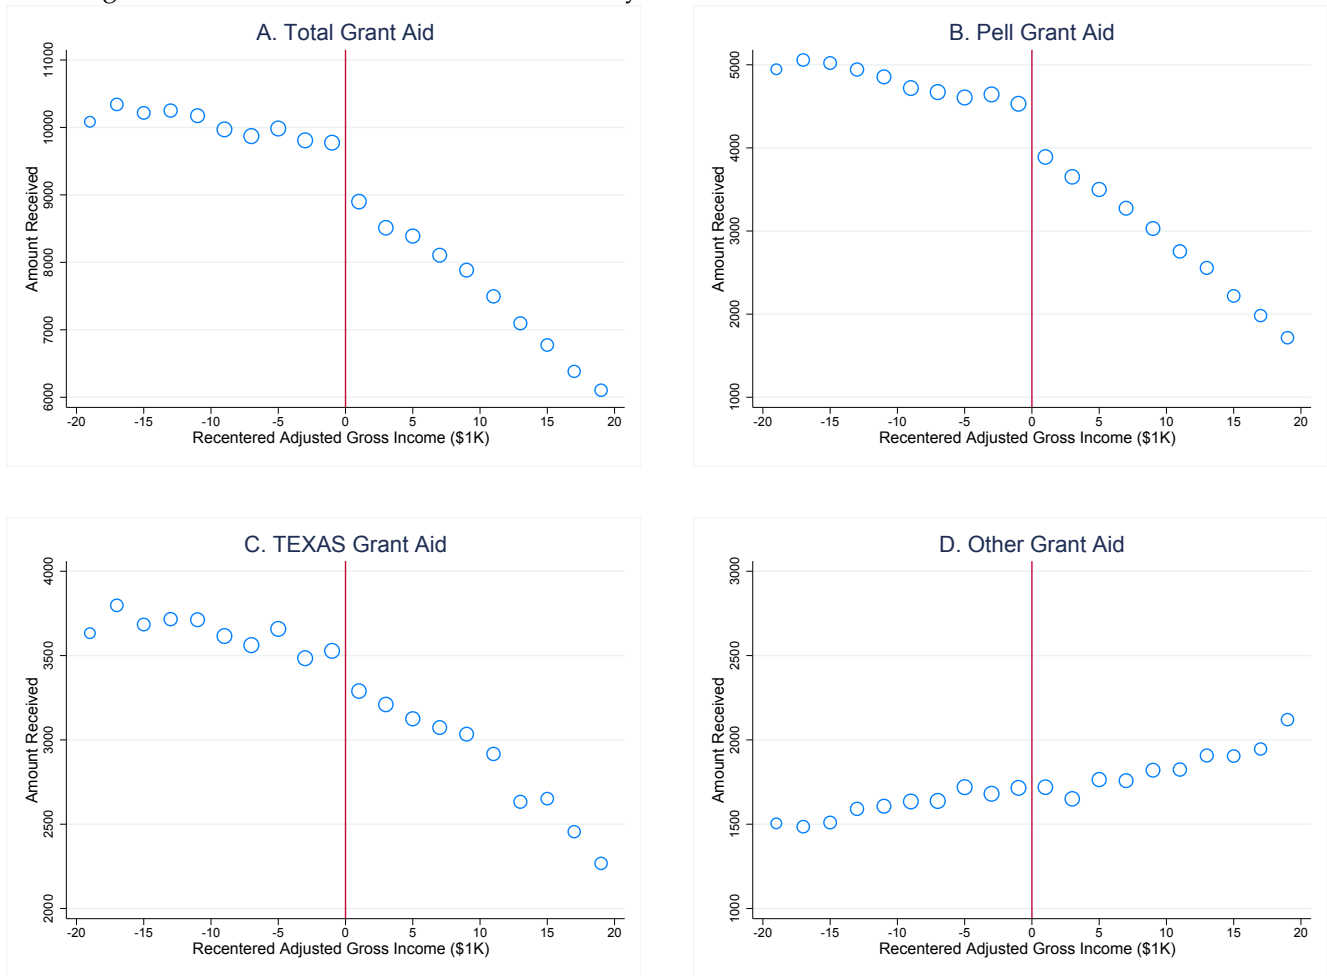 A. Total Grant Aid
Amount Received
11000
10000
9000
8000
7000
6000
-20 -15 -10 -5 0 5 10 15 20
Recentered Adjusted Gross Income ($1K)
B. Pell Grant Aid
Amount Received
5000
4000
3000
2000
1000
-20 -15 -10 -5 0 5 10 15 20
Recentered Adjusted Gross Income ($1K)
C. TEXAS Grant Aid
Amount Received
4000
3500
3000
2500
2000
-20 -15 -10 -5 0 5 10 15 20
Recentered Adjusted Gross Income ($1K)
D. Other Grant Aid
Amount Received
3000
2500
2000
1500
1000
-20 -15 -10 -5 0 5 10 15 20
Recentered Adjusted Gross Income ($1K)